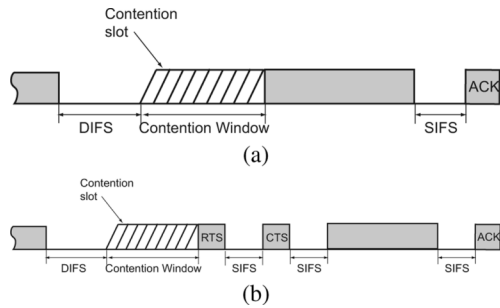 Contention
slot
ACK
DIFS Contention Window SIFS
(a)
Contention
slot
RTS CTS ACK
DIFS Contention Window SIFS SIFS SIFS
(b)